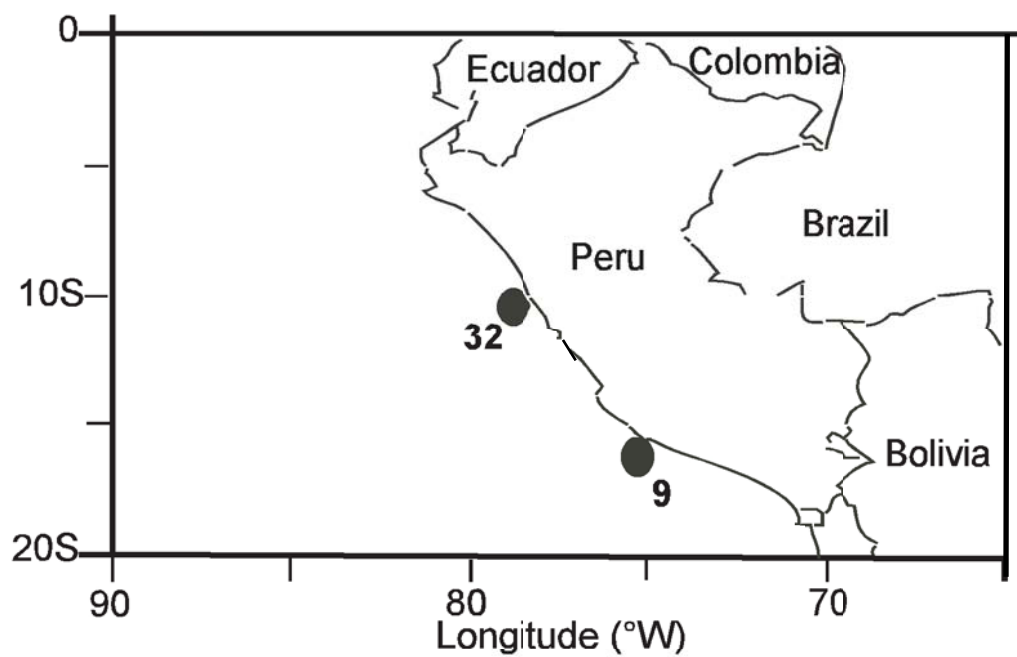 0
Ecuador
Colombia
Brazil
Peru
10S
32
Bolivia
9
20S
90
80
70
Longitude (°W)